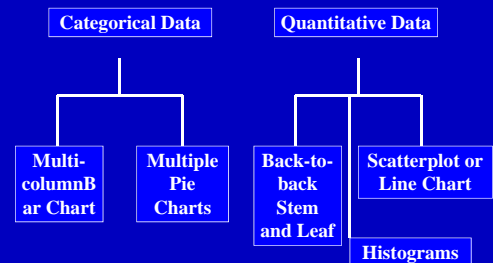 Categorical Data
Quantitative Data
Multi-
columnB
ar Chart
Multiple
Pie
Charts
Back-to-
back
Stem
and Leaf
Scatterplot or
Line Chart
Histograms